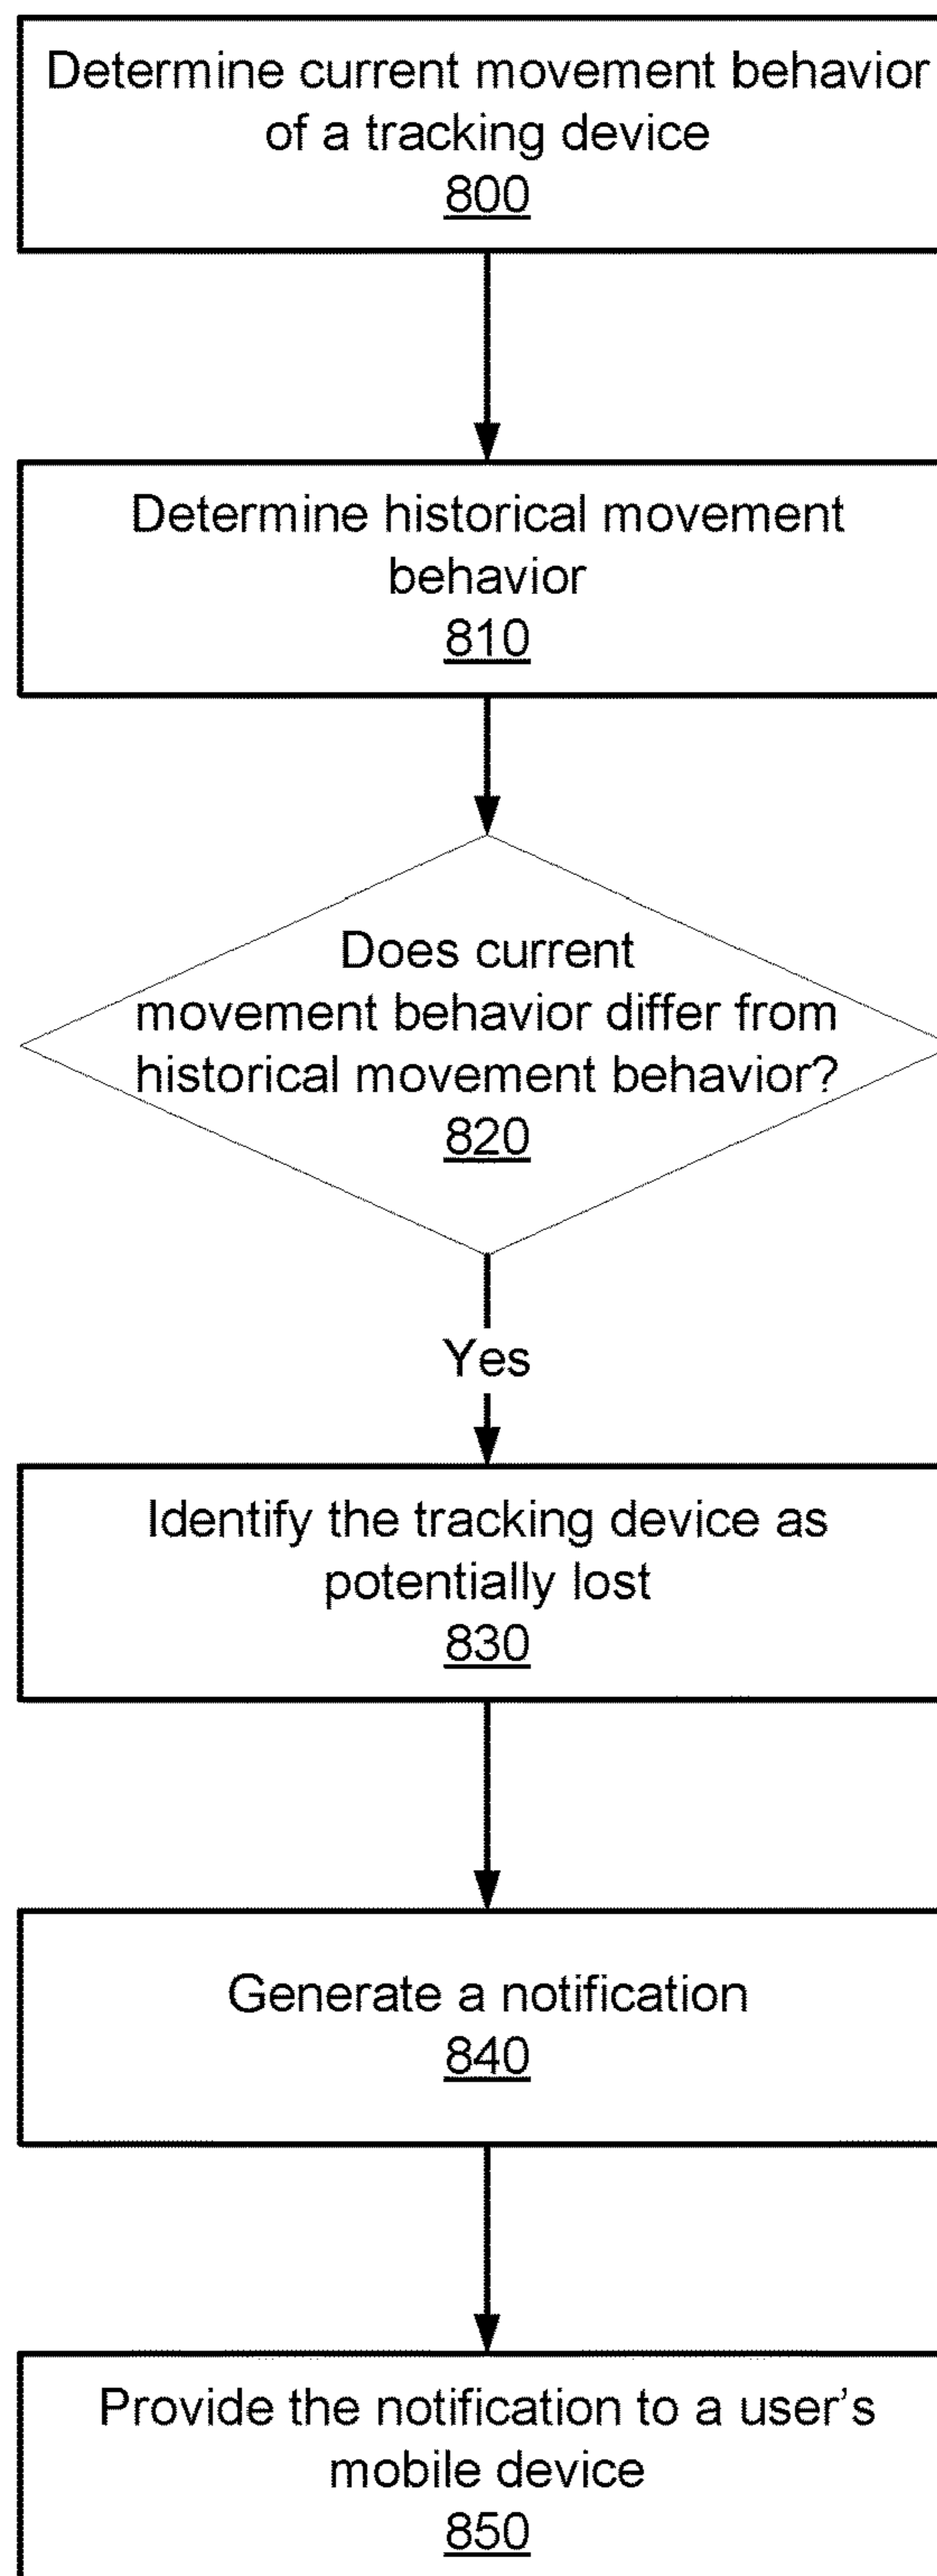 Determine current movement behavior
of a tracking device
800
Determine historical movement
behavior
810
Does current
movement behavior differ from
historical movement behavior?
820
Yes
Identify the tracking device as
potentially lost
830
Generate a notification
840
Provide the notification to a user's
mobile device
850